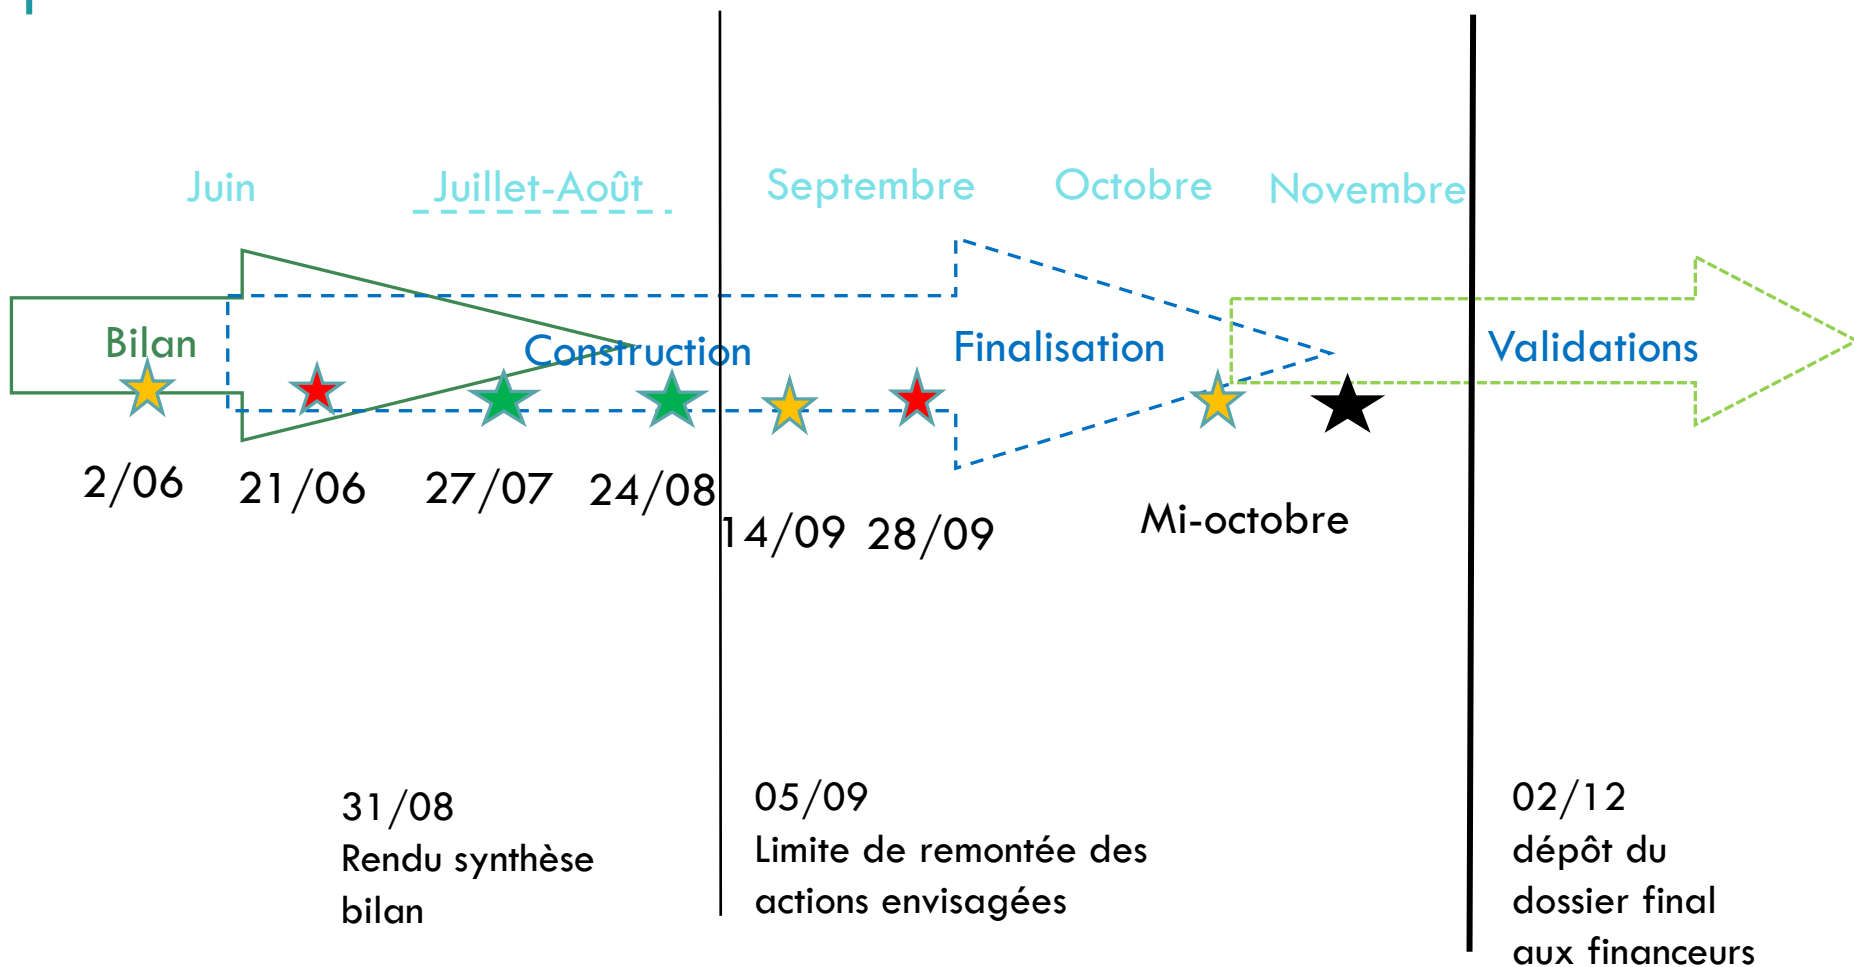 Juin
Juillet-Août
Septembre
Octobre
Novembre
Bilan
Construction
Finalisation
Validations
2/06
21/06
27/07
24/08
14/09
28/09
Mi-octobre
31/08
Rendu synthèse
bilan
05/09
Limite de remontée des
actions envisagées
02/12
dépôt du
dossier final
aux financeurs